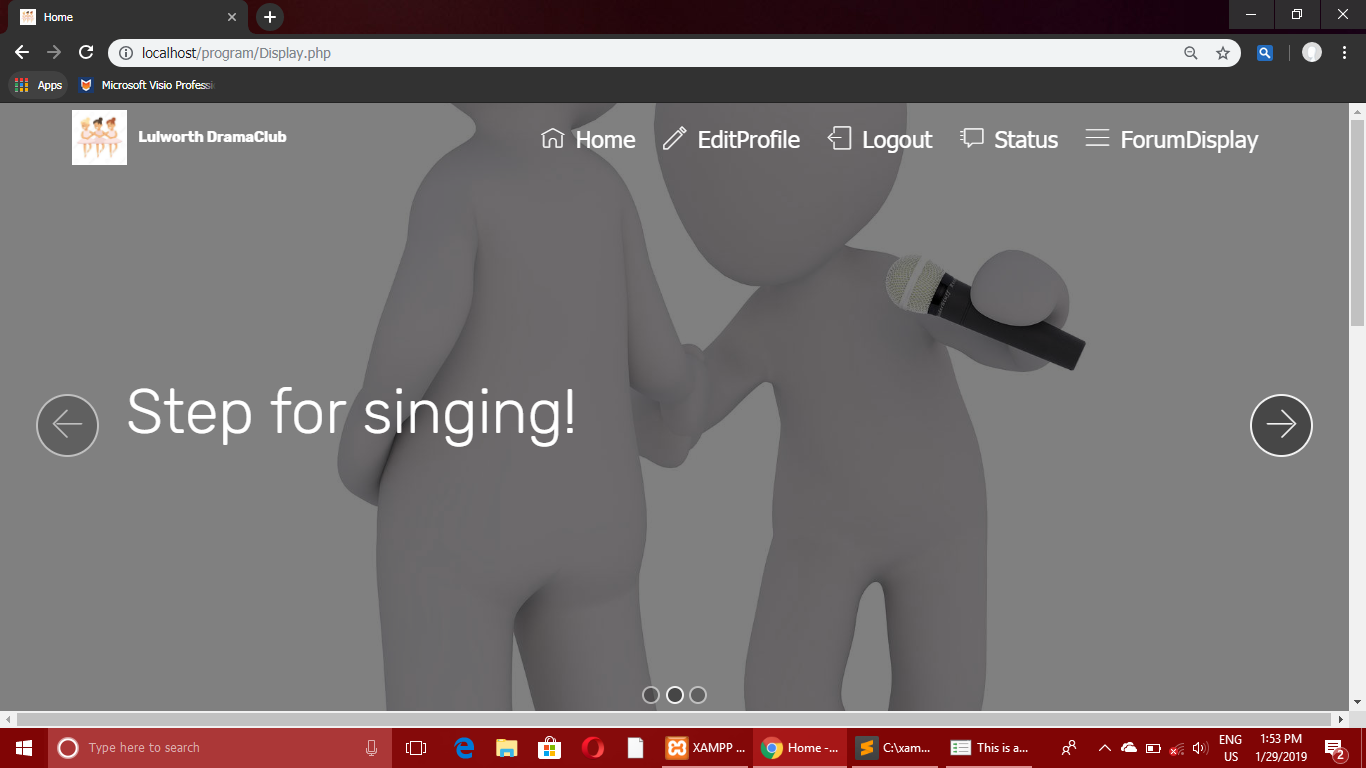 Home
localhost/program/Display.php
Apps
Microsoft Visio Professi
Lulworth DramaClub
Home
EditProfile
Logout
Status
ForumDisplay
Step for singing!
Type here to search
XAMPP ...
Home -...
C:\xam...
This is a...
ENG
US
1:53 PM
1/29/2019
2